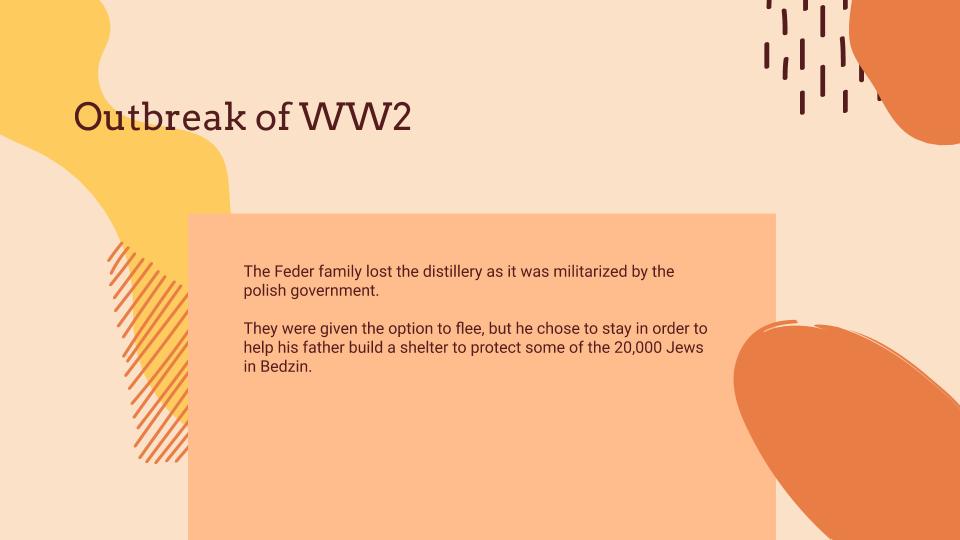 Outbreak of WW2
The Feder family lost the distillery as it was militarized by the
polish government.
They were given the option to flee, but he chose to stay in order to
help his father build a shelter to protect some of the 20,000 Jews
in Bedzin.